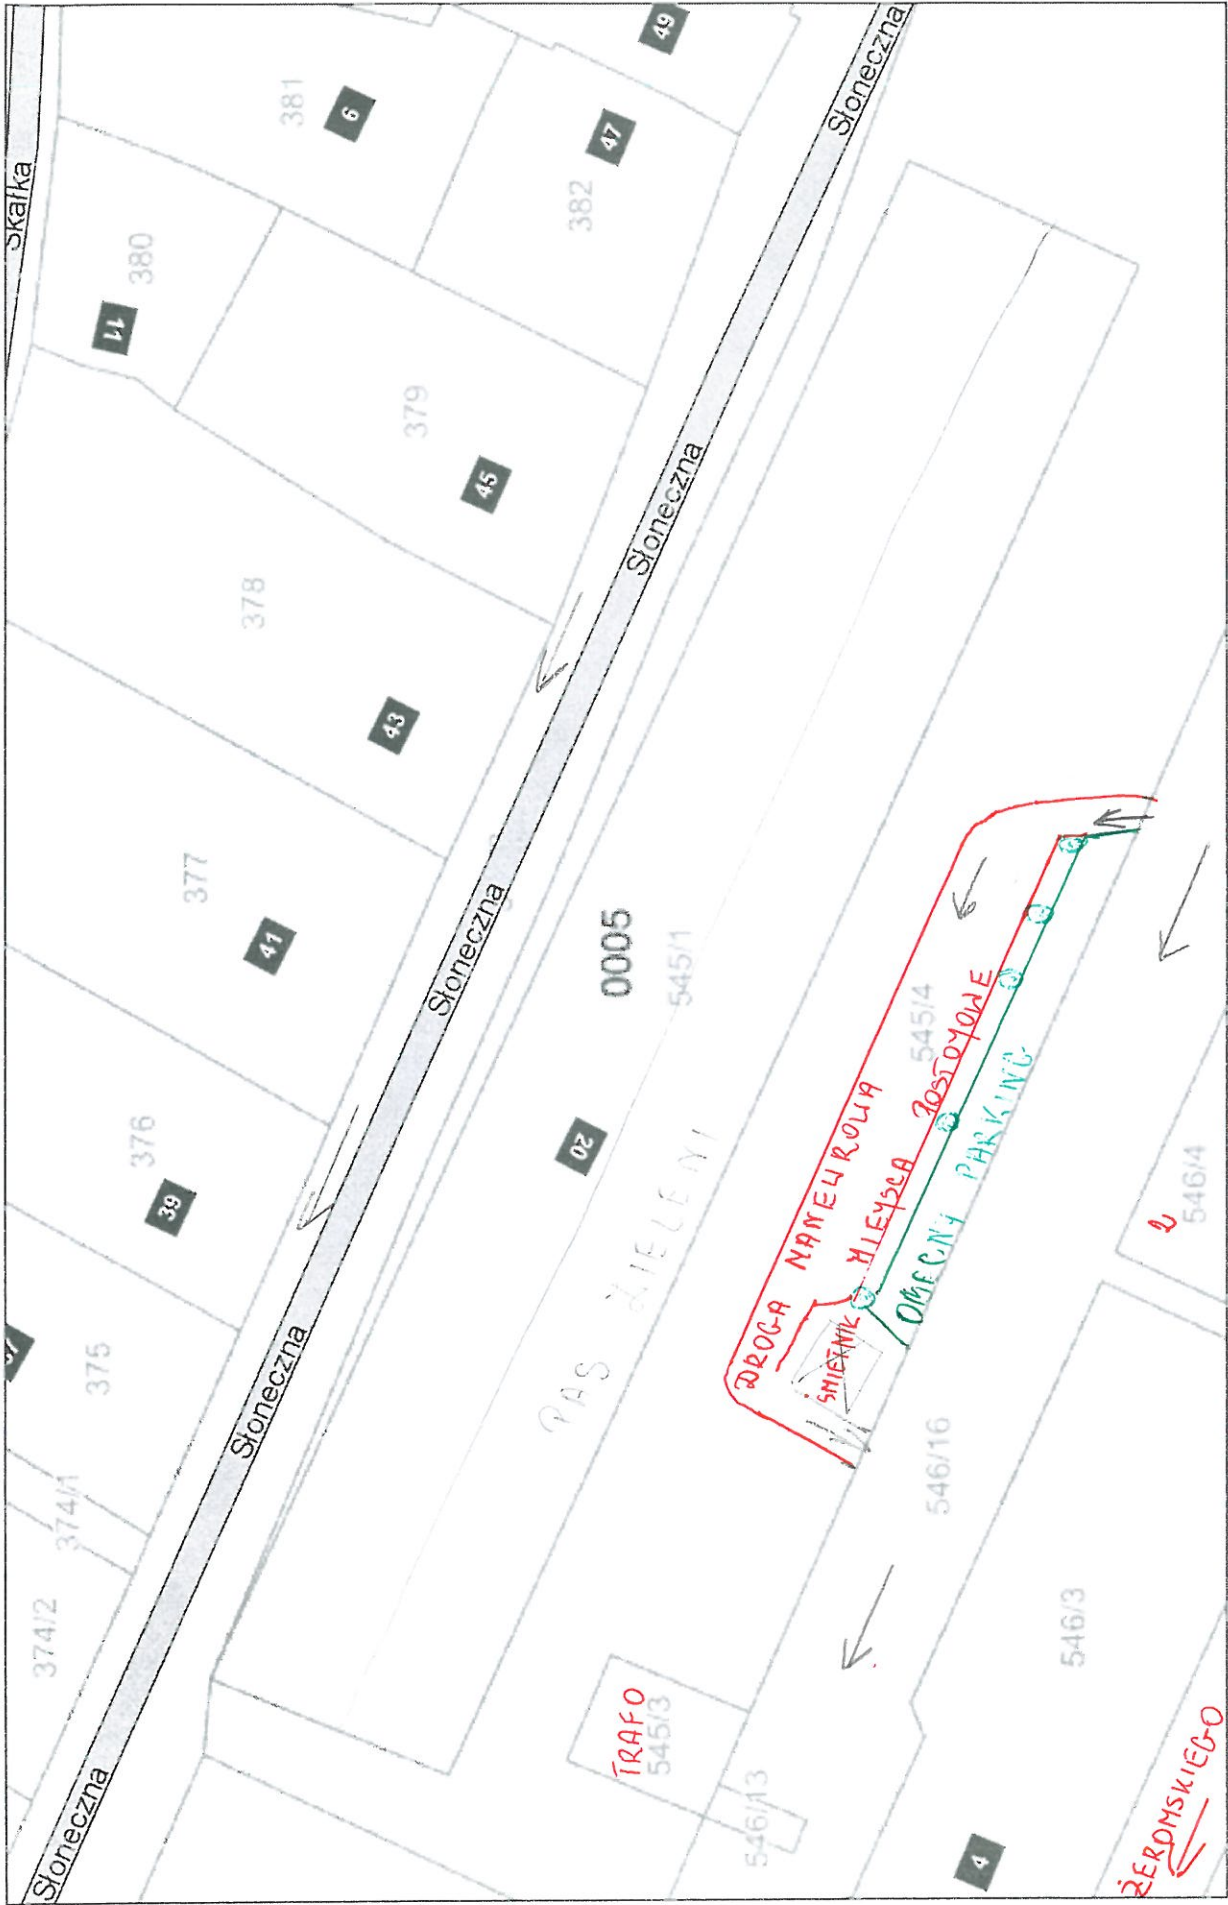 Skałka
Słoneczna
49
381
6
47
382
380
11
379
45
Słoneczna
378
43
377
41
Słoneczna
0005
545/1
376
39
20
545/4
DROGA MANEWROWA
MIEJSCA POSTOJOWE
OBECNY PARKING
ŚMIETNIK
PAS ZIELENI
375
Słoneczna
374/1
374/2
2
546/4
546/16
546/3
TRAFO
545/3
546/13
4
ŻEROMSKIEGO
Słoneczna